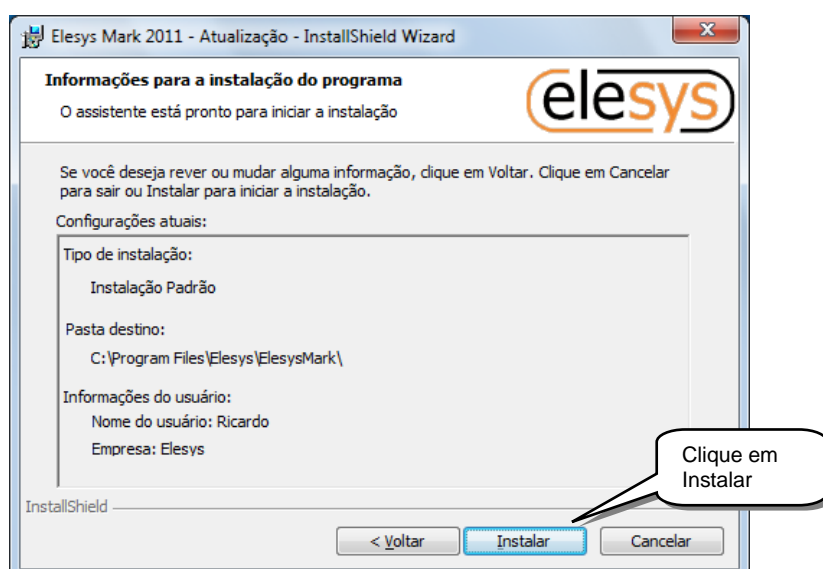 Elesys Mark 2011 - Atualização - InstallShield Wizard
x
Informações para a instalação do programa
O assistente está pronto para iniciar a instalação
elesys
Se você deseja rever ou mudar alguma informação, clique em Voltar. Clique em Cancelar
para sair ou Instalar para iniciar a instalação.
Configurações atuais:
Tipo de instalação:
Instalação Padrão
Pasta destino:
C:\Program Files\Elesys\ElesysMark\
Informações do usuário:
Nome do usuário: Ricardo
Empresa: Elesys
Clique em
Instalar
InstallShield
< Voltar
Instalar
Cancelar